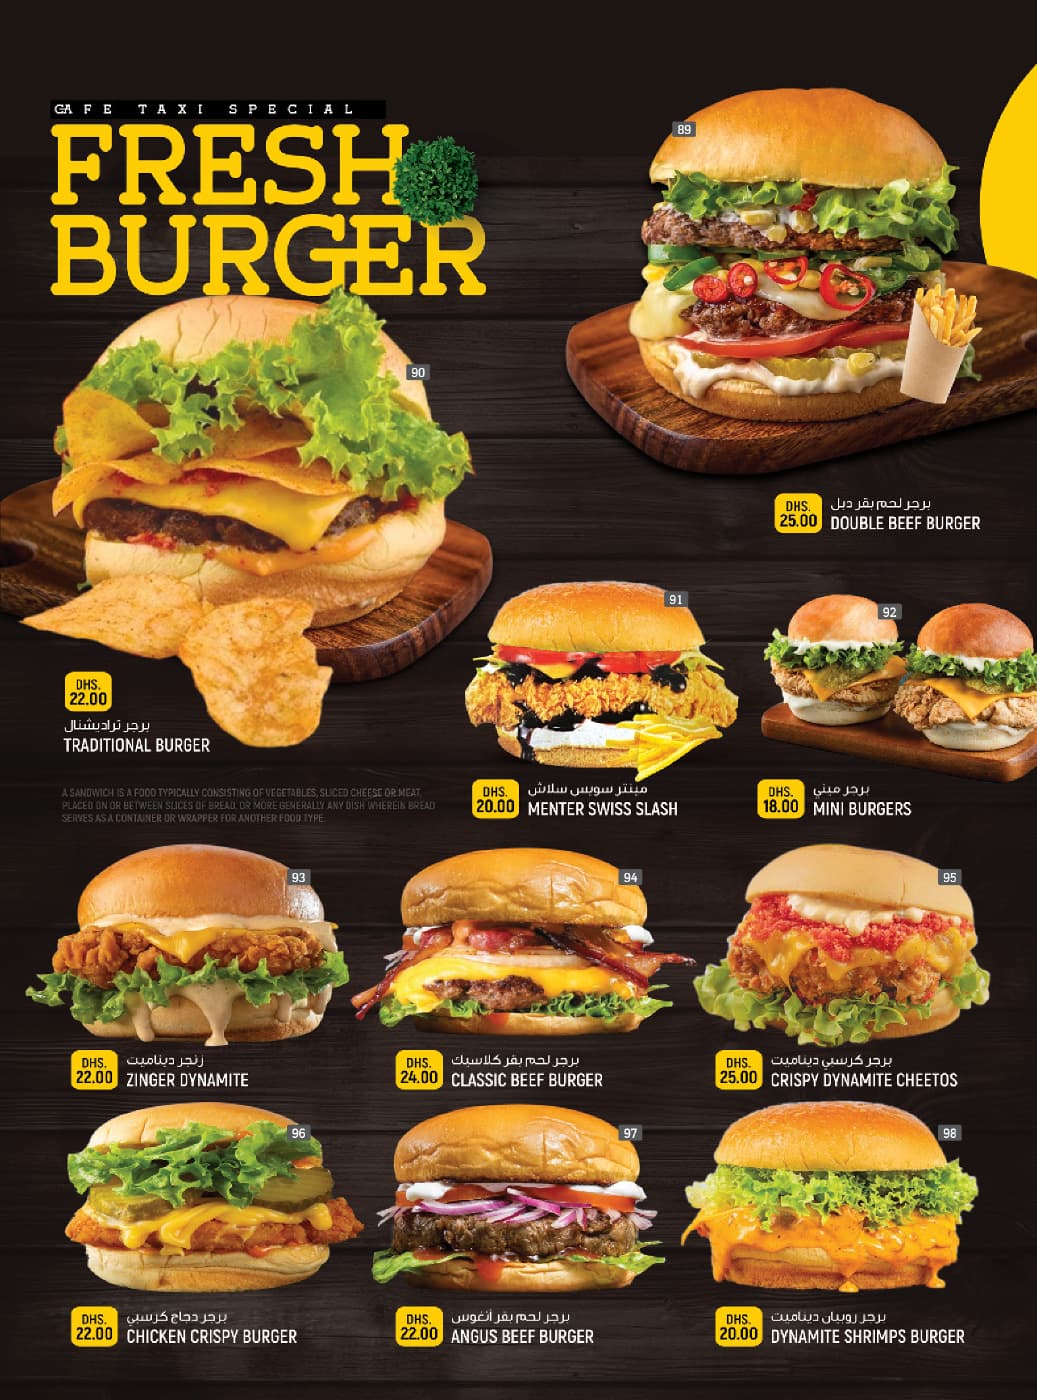 CAFE TAXI SPECIAL
FRESH
BURGER
89
DHS.
25.00
برجر لحم بقر دبل
DOUBLE BEEF BURGER
90
DHS.
22.00
برجر تراديشنال
TRADITIONAL BURGER
A SANDWICH IS A FOOD TYPICALLY CONSISTING OF VEGETABLES, SLICED CHEESE OR MEAT,
PLACED ON OR BETWEEN SLICES OF BREAD, OR MORE GENERALLY ANY DISH WHEREIN BREAD
SERVES AS A CONTAINER OR WRAPPER FOR ANOTHER FOOD TYPE.
91
DHS.
20.00
مينتر سويس سلاش
MENTER SWISS SLASH
92
DHS.
18.00
برجر ميني
MINI BURGERS
93
DHS.
22.00
زنجر ديناميت
ZINGER DYNAMITE
94
DHS.
24.00
برجر لحم بقر كلاسيك
CLASSIC BEEF BURGER
95
DHS.
25.00
برجر كرسبي ديناميت
CRISPY DYNAMITE CHEETOS
96
DHS.
22.00
برجر دجاج كرسبي
CHICKEN CRISPY BURGER
97
DHS.
22.00
برجر لحم بقر أنغوس
ANGUS BEEF BURGER
98
DHS.
20.00
برجر روبيان ديناميت
DYNAMITE SHRIMPS BURGER